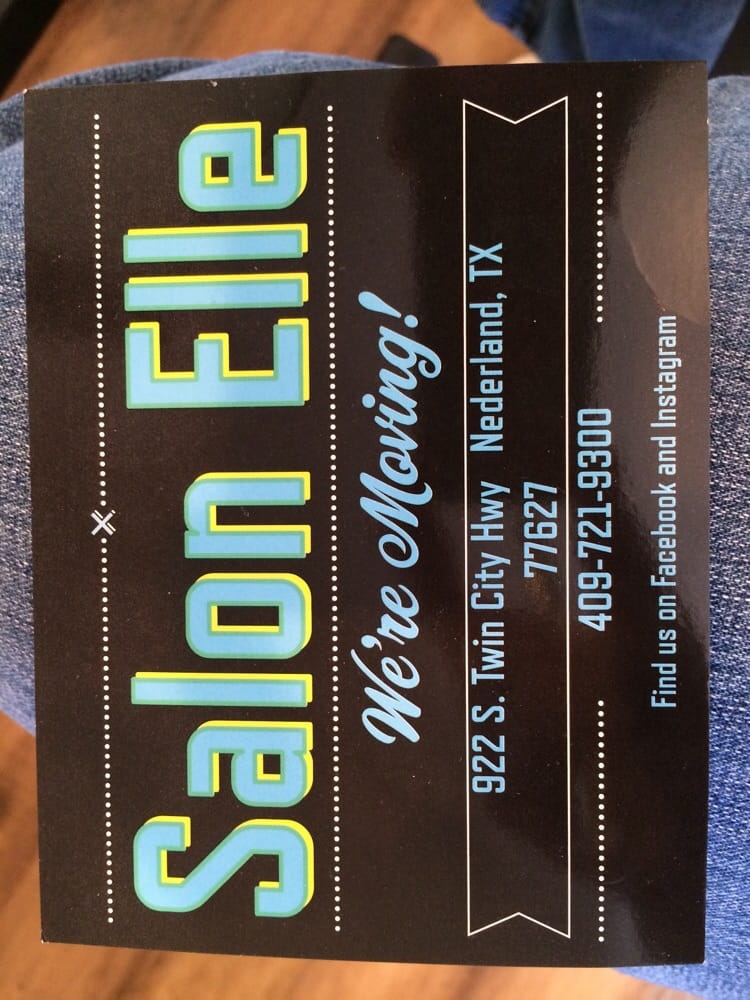 Salon Elle
We're Moving!
922 S. Twin City Hwy Nederland, TX
77627
409-721-9300
Find us on Facebook and Instagram